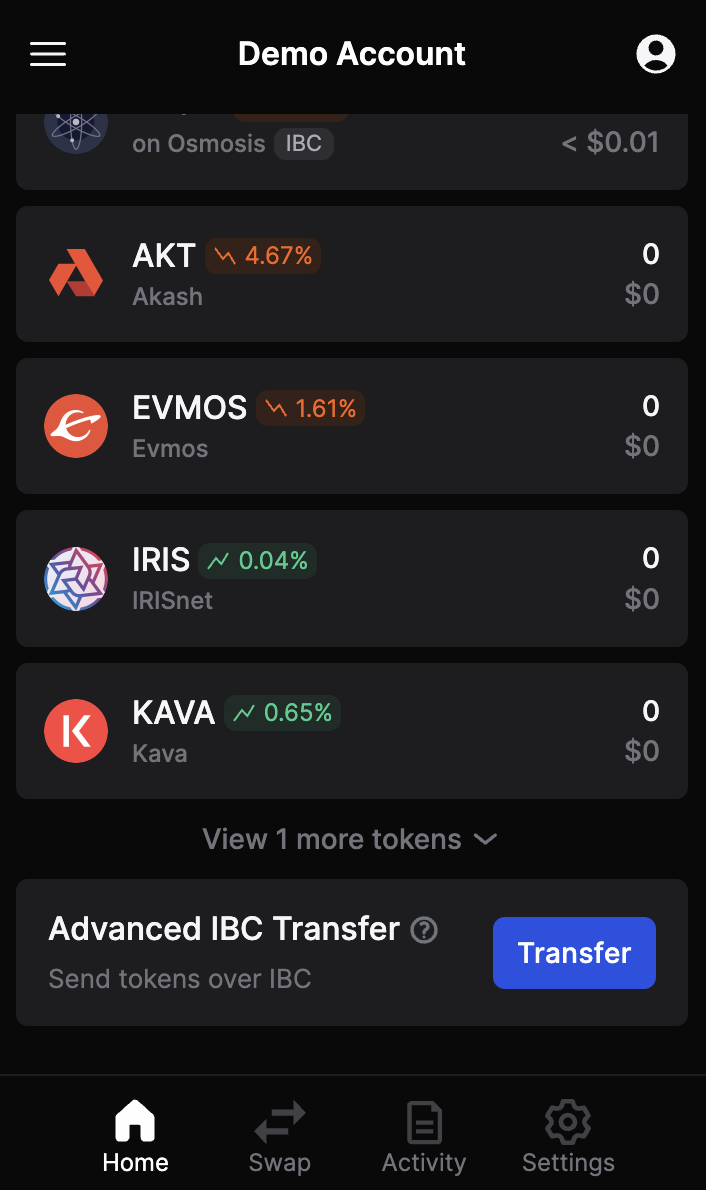 Demo Account
on Osmosis IBC
< $0.01
AKT 4.67% 0
Akash $0
EVMOS 1.61% 0
Evmos $0
IRIS 0.04% 0
IRISnet $0
KAVA 0.65% 0
Kava $0
View 1 more tokens
Advanced IBC Transfer ?
Send tokens over IBC
Transfer
Home Swap Activity Settings